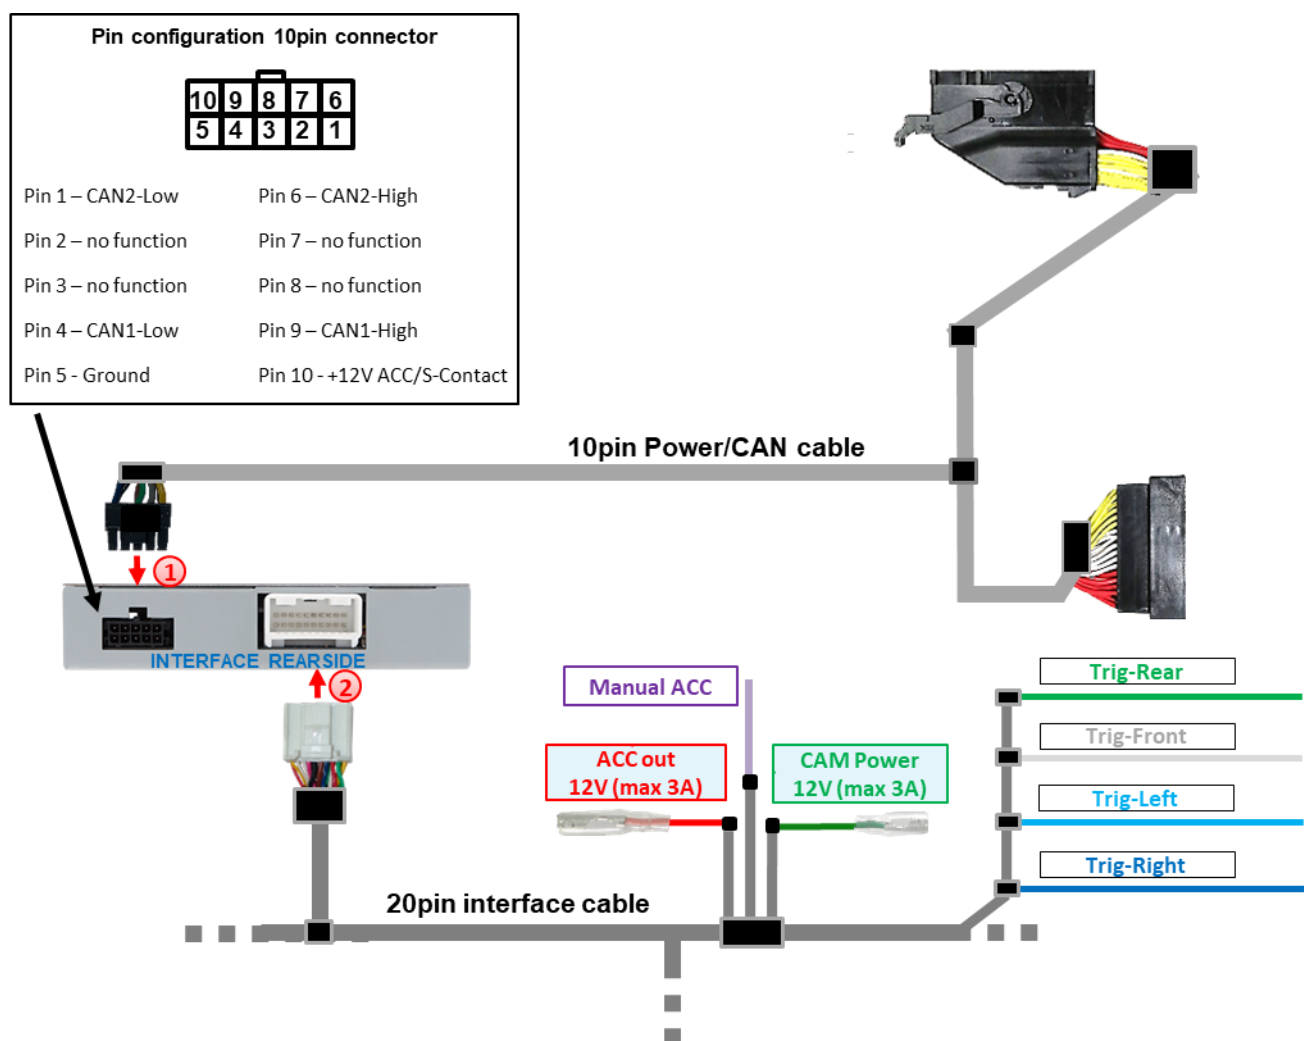 Pin configuration 10pin connector
10 9 8 7 6
5 4 3 2 1
Pin 1 – CAN2-Low
Pin 6 – CAN2-High
Pin 2 – no function
Pin 7 – no function
Pin 3 – no function
Pin 8 – no function
Pin 4 – CAN1-Low
Pin 9 – CAN1-High
Pin 5 - Ground
Pin 10 - +12V ACC/S-Contact
10pin Power/CAN cable
1
INTERFACE REARSIDE
2
Manual ACC
ACC out
12V (max 3A)
CAM Power
12V (max 3A)
Trig-Rear
Trig-Front
Trig-Left
Trig-Right
20pin interface cable